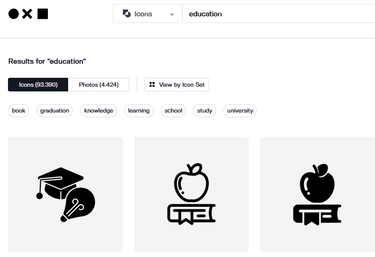 Icons education
Results for "education"
Icons (93.390) Photos (4.424) View by Icon Set
book graduation knowledge learning school study university